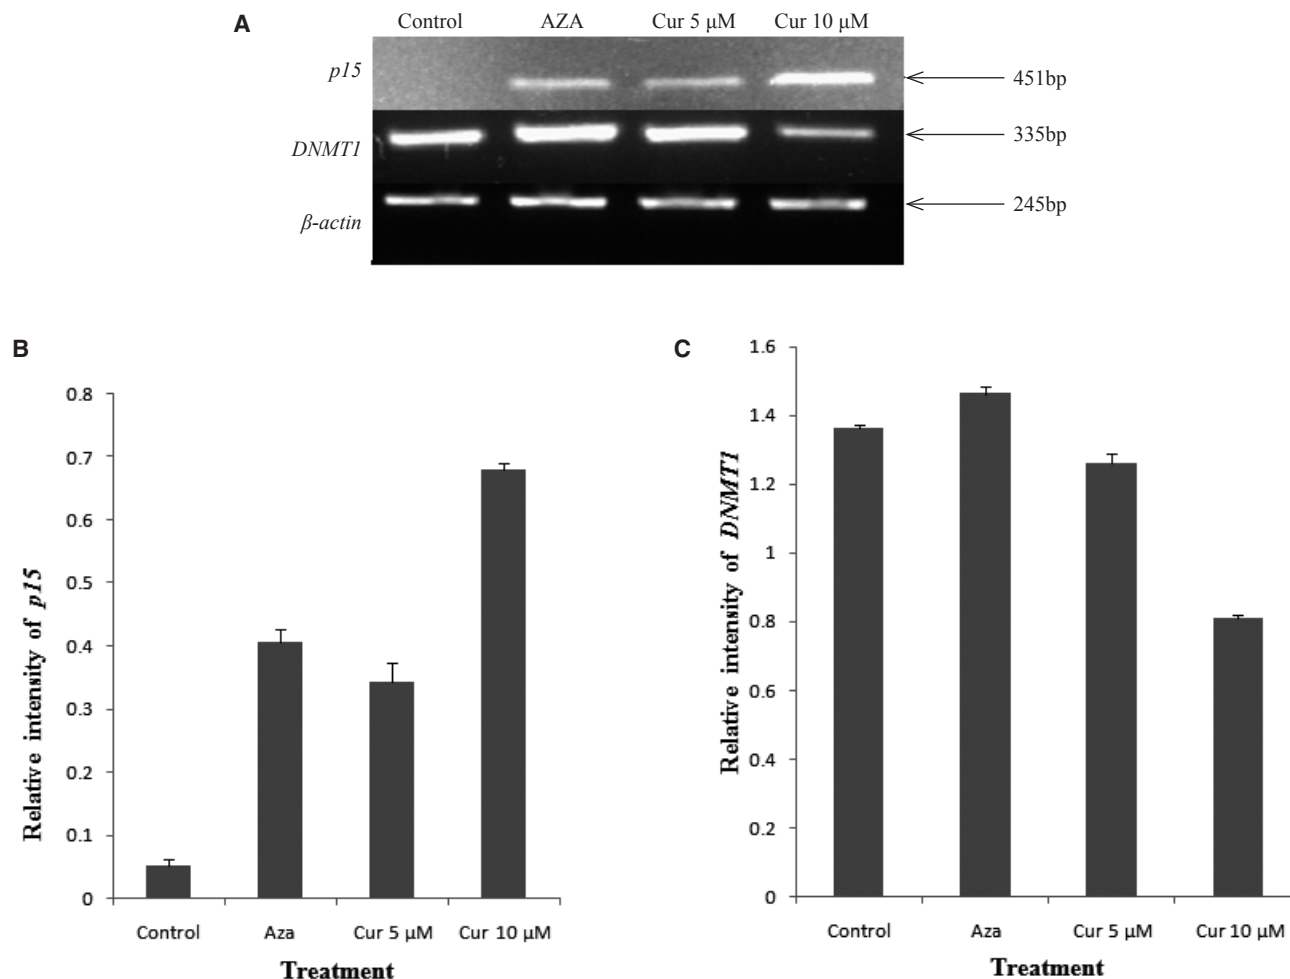 A
Control AZA Cur 5 μM Cur 10 μM
p15
451bp
DNMT1
335bp
β-actin
245bp
B
Relative intensity of p15
0.8
0.7
0.6
0.5
0.4
0.3
0.2
0.1
0
Control Aza Cur 5 μM Cur 10 μM
Treatment
C
Relative intensity of DNMT1
1.6
1.4
1.2
1
0.8
0.6
0.4
0.2
0
Control Aza Cur 5 μM Cur 10 μM
Treatment